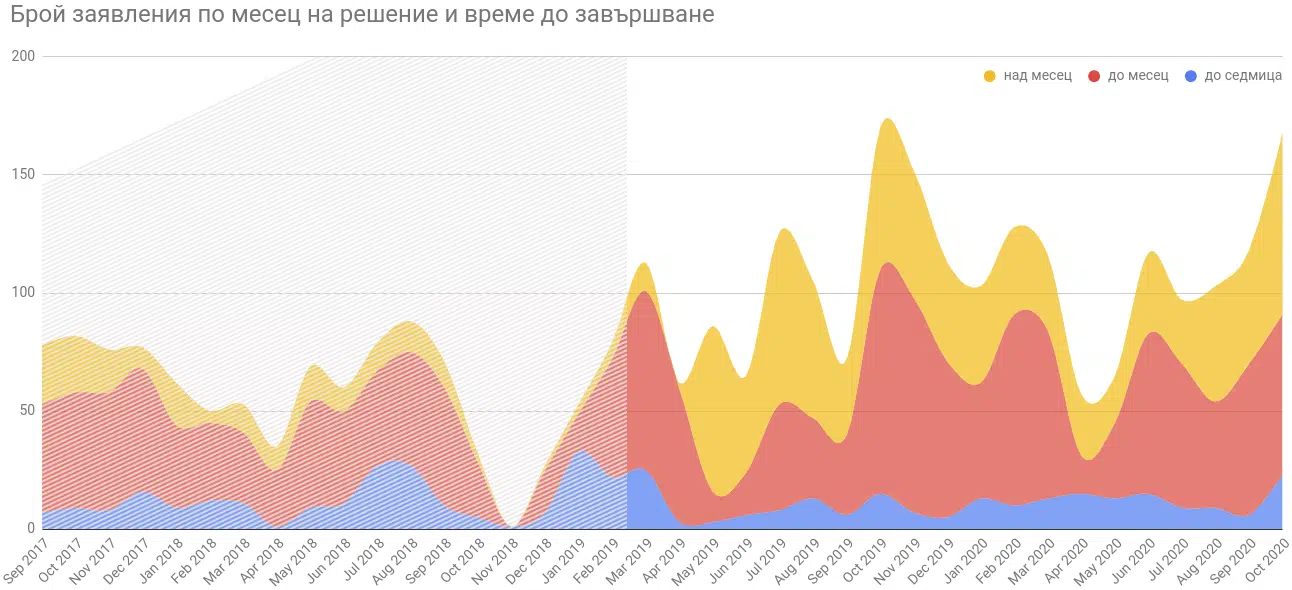 Брой заявления по месец на решение и време до завършване
200
над месец до месец до седмица
150
100
50
0
Sep 2017 Oct 2017 Nov 2017 Dec 2017 Jan 2018 Feb 2018 Mar 2018 Apr 2018 May 2018 Jun 2018 Jul 2018 Aug 2018 Sep 2018 Oct 2018 Nov 2018 Dec 2018 Jan 2019 Feb 2019 Mar 2019 Apr 2019 May 2019 Jun 2019 Jul 2019 Aug 2019 Sep 2019 Oct 2019 Nov 2019 Dec 2019 Jan 2020 Feb 2020 Mar 2020 Apr 2020 May 2020 Jun 2020 Jul 2020 Aug 2020 Sep 2020 Oct 2020